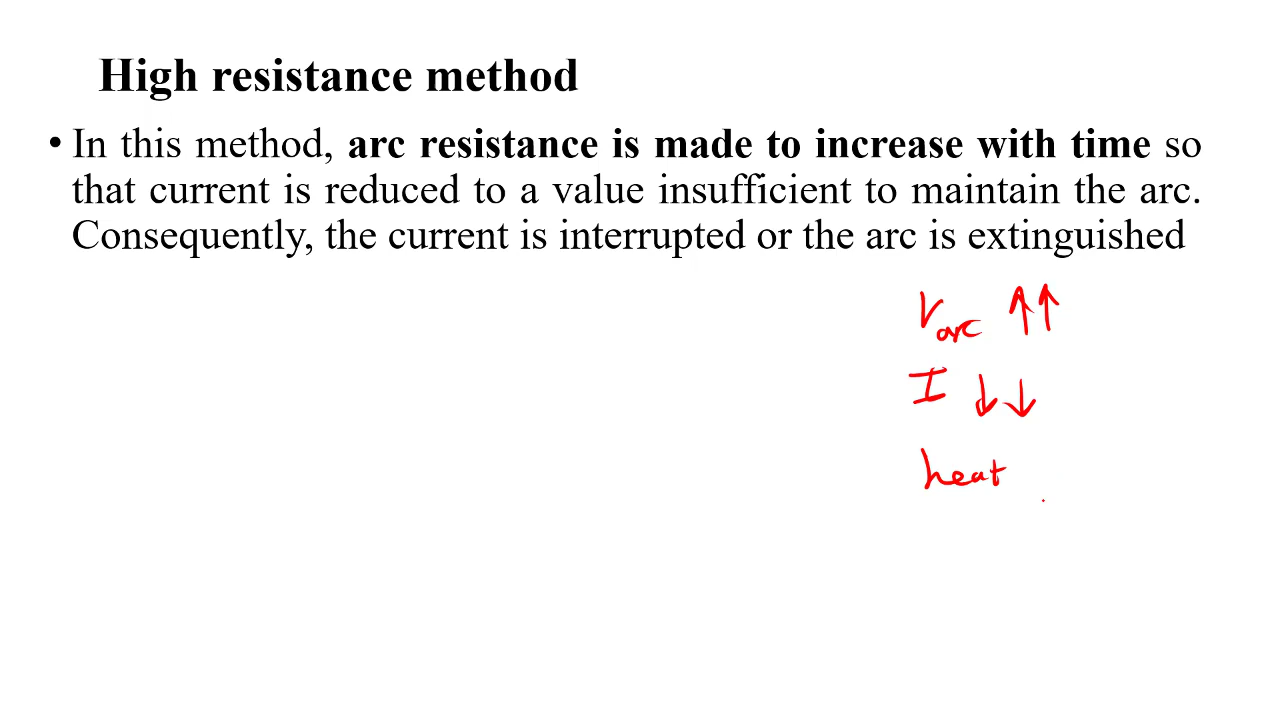 High resistance method
• In this method, arc resistance is made to increase with time so
that current is reduced to a value insufficient to maintain the arc.
Consequently, the current is interrupted or the arc is extinguished
Varc ↑↑
I ↓↓
heat